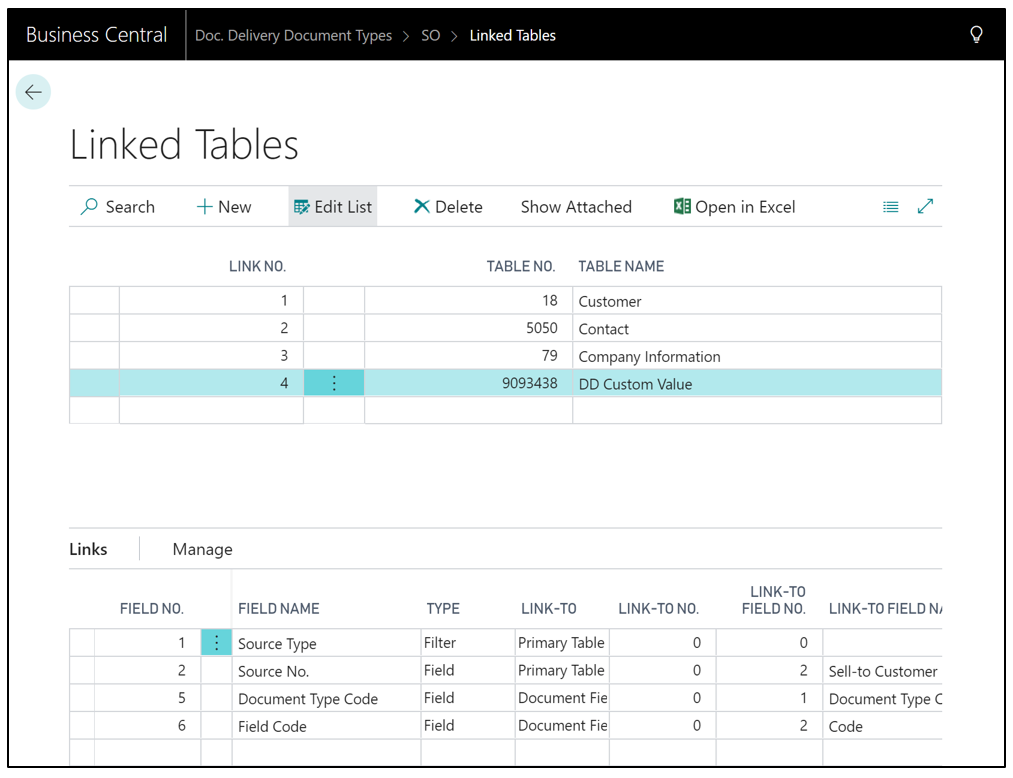 Business Central Doc. Delivery Document Types > SO > Linked Tables
Linked Tables
Search + New Edit List Delete Show Attached Open in Excel
LINK NO. TABLE NO. TABLE NAME
1 18 Customer
2 5050 Contact
3 79 Company Information
4 9093438 DD Custom Value
Links Manage
FIELD NO. FIELD NAME TYPE LINK-TO LINK-TO NO. LINK-TO FIELD NO. LINK-TO FIELD NA
1 Source Type Filter Primary Table 0 0
2 Source No. Field Primary Table 0 2 Sell-to Customer
5 Document Type Code Field Document Fie 0 1 Document Type C
6 Field Code Field Document Fie 0 2 Code